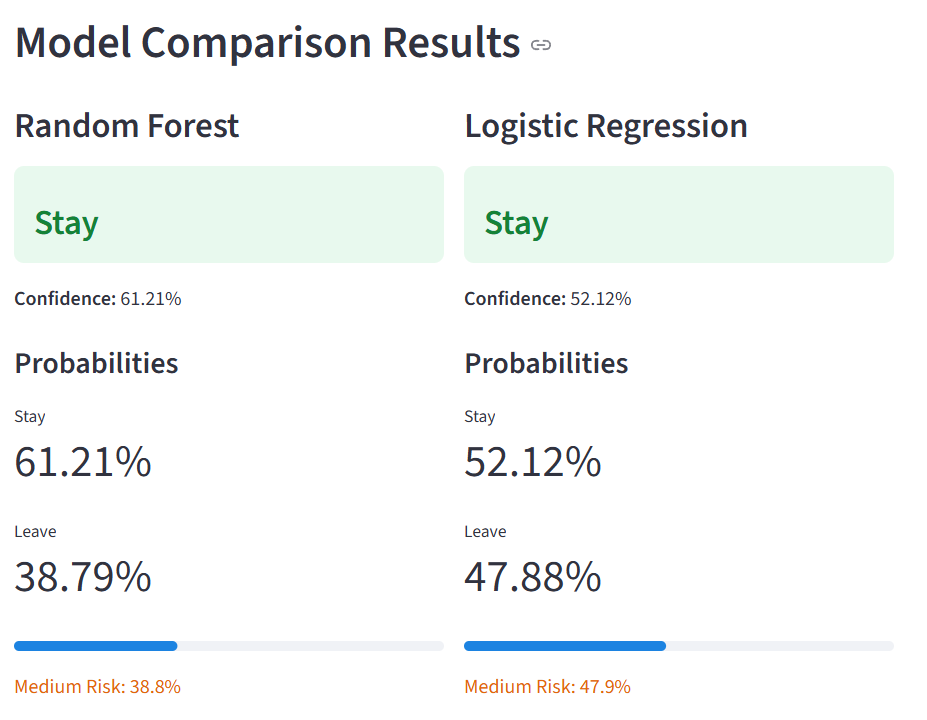 Model Comparison Results
Random Forest
Stay
Confidence: 61.21%
Probabilities
Stay
61.21%
Leave
38.79%
Medium Risk: 38.8%
Logistic Regression
Stay
Confidence: 52.12%
Probabilities
Stay
52.12%
Leave
47.88%
Medium Risk: 47.9%